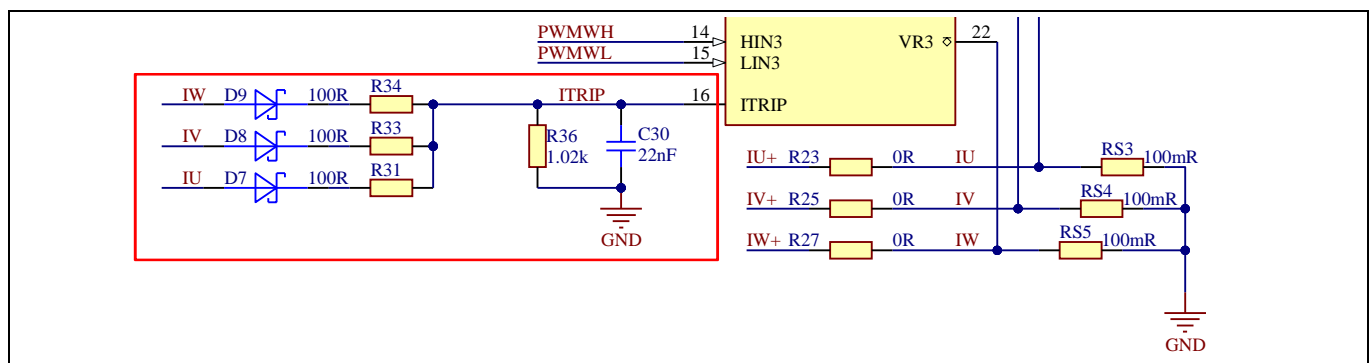 PWMWH 14 HIN3 VR3 22
PWMWL 15 LIN3
IW D9 100R R34 ITRIP 16 ITRIP
IV D8 100R R33 R36 C30
1.02k 22nF
IU D7 100R R31
GND
IU+ R23 0R IU RS3 100mR
IV+ R25 0R IV RS4 100mR
IW+ R27 0R IW RS5 100mR
GND